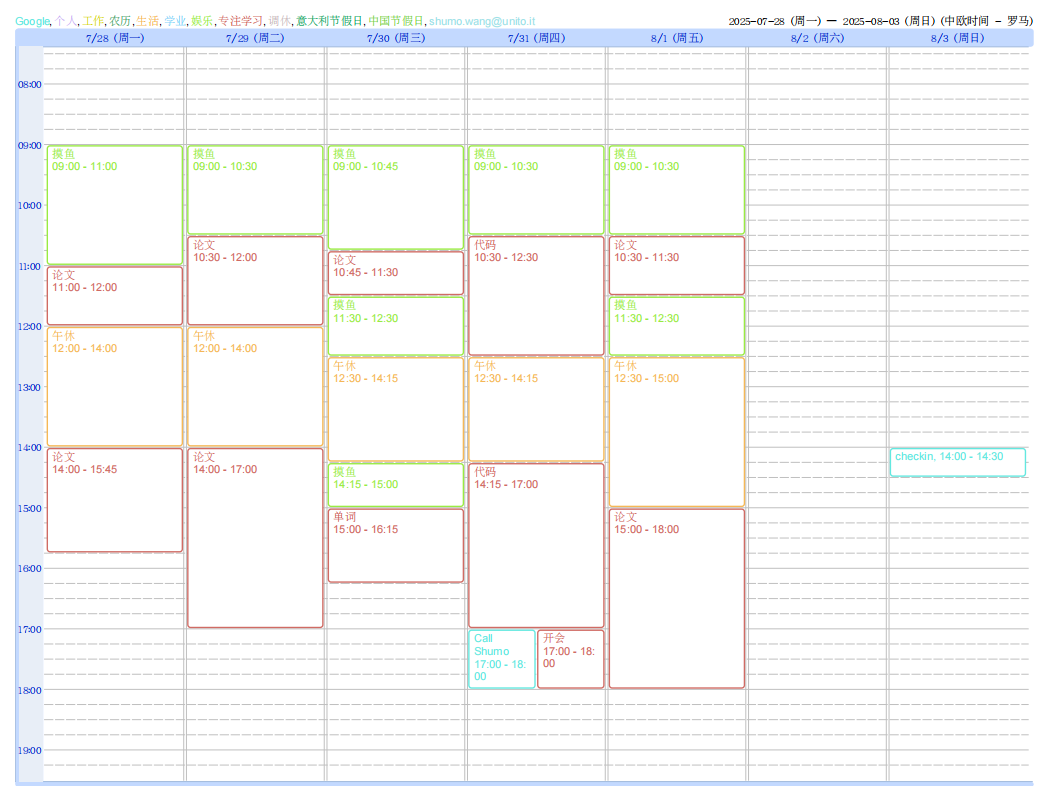 Google, 个人, 工作, 农历, 生活, 学业, 娱乐, 专注学习, 调休, 意大利节假日, 中国节假日, shumo.wang@unito.it
2025-07-28 (周一) — 2025-08-03 (周日) (中欧时间 - 罗马)
7/28 (周一)
7/29 (周二)
7/30 (周三)
7/31 (周四)
8/1 (周五)
8/2 (周六)
8/3 (周日)
08:00
09:00
10:00
11:00
12:00
13:00
14:00
15:00
16:00
17:00
18:00
19:00
摸鱼
09:00 - 11:00
论文
11:00 - 12:00
午休
12:00 - 14:00
论文
14:00 - 15:45
摸鱼
09:00 - 10:30
论文
10:30 - 12:00
午休
12:00 - 14:00
论文
14:00 - 17:00
摸鱼
09:00 - 10:45
论文
10:45 - 11:30
摸鱼
11:30 - 12:30
午休
12:30 - 14:15
摸鱼
14:15 - 15:00
单词
15:00 - 16:15
摸鱼
09:00 - 10:30
代码
10:30 - 12:30
午休
12:30 - 14:15
代码
14:15 - 17:00
Call
Shumo
17:00 - 18:
00
开会
17:00 - 18:
00
摸鱼
09:00 - 10:30
论文
10:30 - 11:30
摸鱼
11:30 - 12:30
午休
12:30 - 15:00
论文
15:00 - 18:00
checkin, 14:00 - 14:30